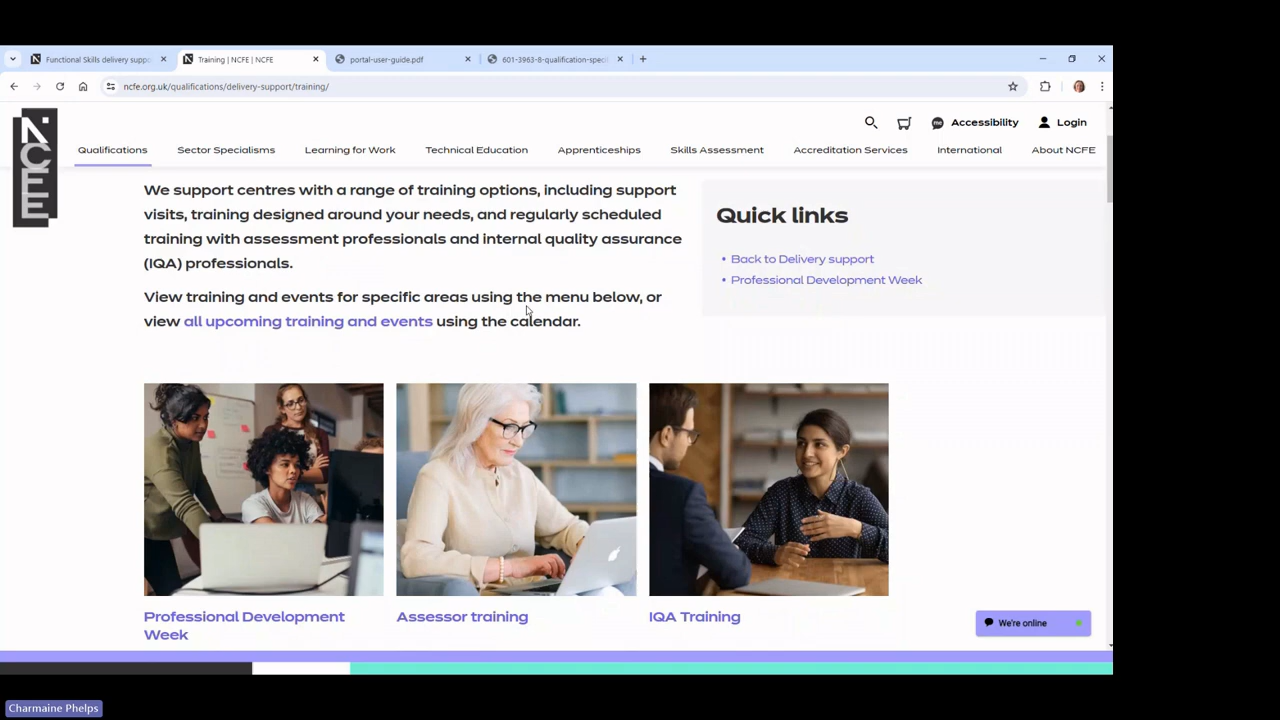 Functional Skills delivery suppo
Training | NCFE | NCFE
portal-user-guide.pdf
601-3963-8-qualification-specif
ncfe.org.uk/qualifications/delivery-support/training/
NCFE
Accessibility
Login
Qualifications
Sector Specialisms
Learning for Work
Technical Education
Apprenticeships
Skills Assessment
Accreditation Services
International
About NCFE
We support centres with a range of training options, including support
visits, training designed around your needs, and regularly scheduled
training with assessment professionals and internal quality assurance
(IQA) professionals.
View training and events for specific areas using the menu below, or
view all upcoming training and events using the calendar.
Quick links
• Back to Delivery support
• Professional Development Week
Professional Development
Week
Assessor training
IQA Training
We're online
Charmaine Phelps